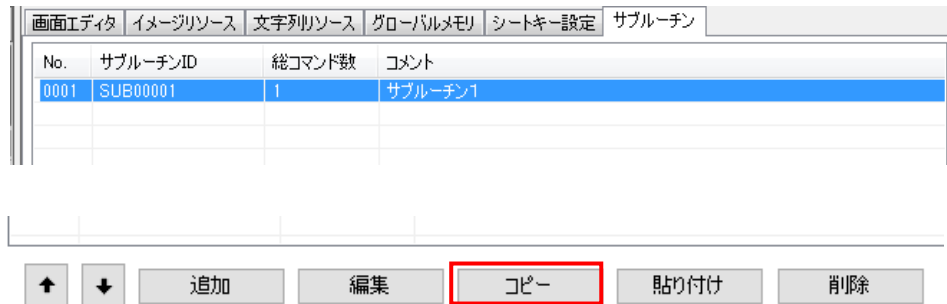 画面エディタ イメージリソース 文字列リソース グローバルメモリ シートキー設定 サブルーチン
No. サブルーチンID 総コマンド数 コメント
0001 SUB00001 1 サブルーチン1
追加 編集 コピー 貼り付け 削除